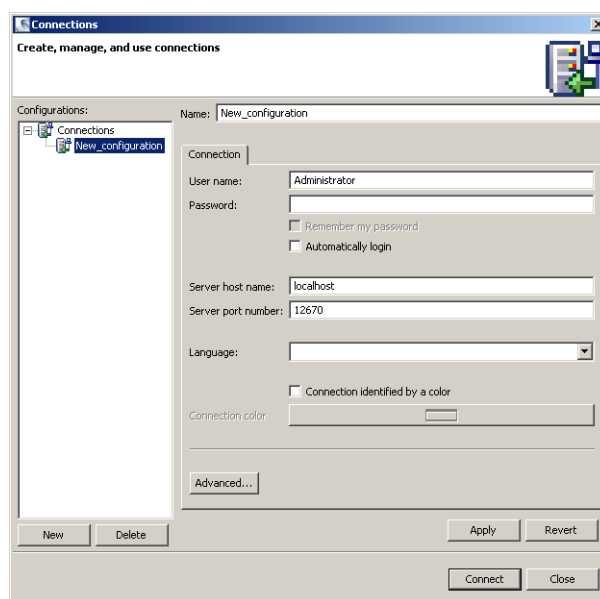 Connections
Create, manage, and use connections
Configurations:
Connections
New_configuration
Name: New_configuration
Connection
User name: Administrator
Password:
Remember my password
Automatically login
Server host name: localhost
Server port number: 12670
Language:
Connection identified by a color
Connection color
Advanced...
New Delete
Apply Revert
Connect Close